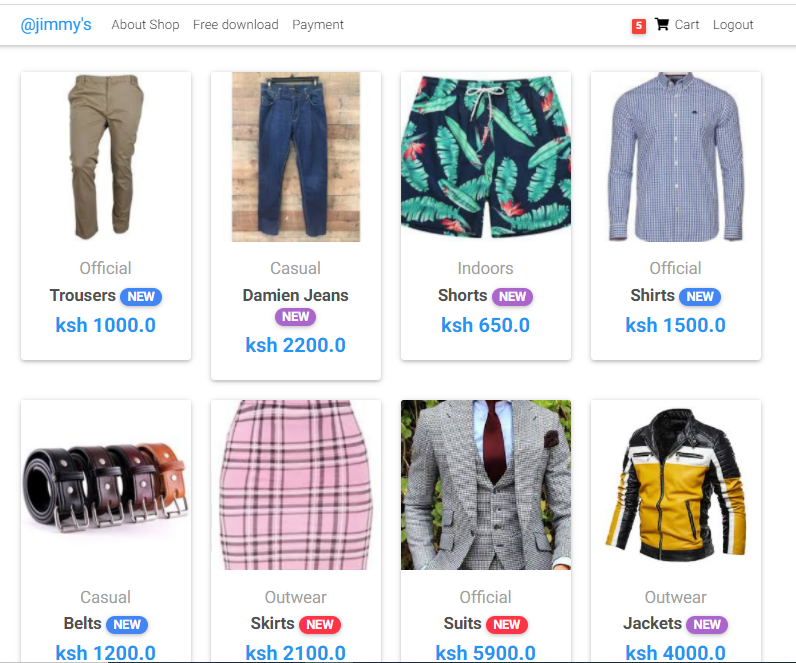 @jimmy's About Shop Free download Payment 5 Cart Logout
Official Casual Indoors Official
Trousers NEW Damien Jeans Shorts NEW Shirts NEW
NEW
ksh 1000.0 ksh 650.0 ksh 1500.0
ksh 2200.0
Casual Outwear Official Outwear
Belts NEW Skirts NEW Suits NEW Jackets NEW
ksh 1200.0 ksh 2100.0 ksh 5900.0 ksh 4000.0